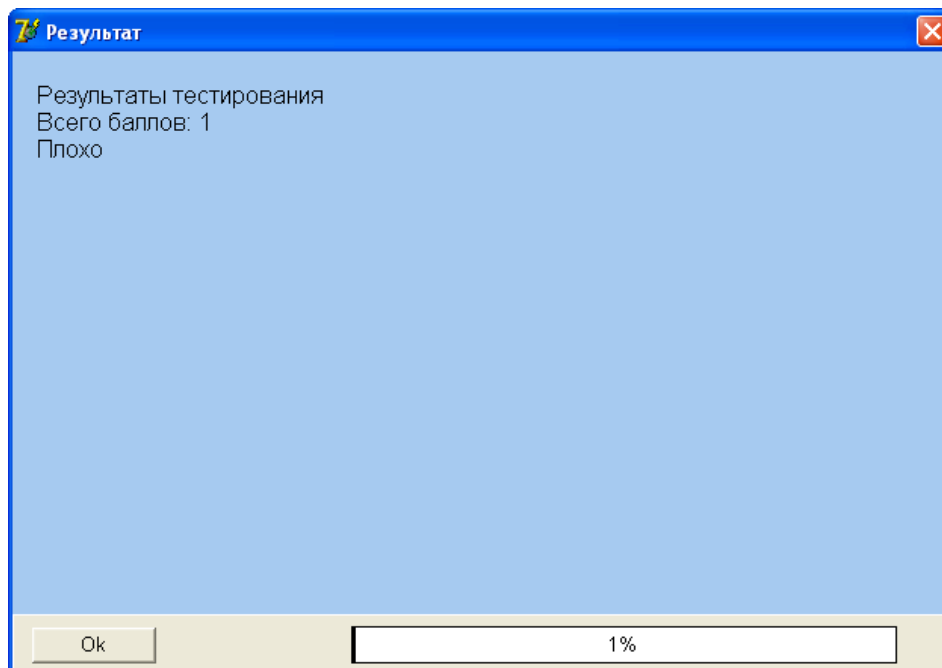 Результат
Результаты тестирования
Всего баллов: 1
Плохо
Ok
1%